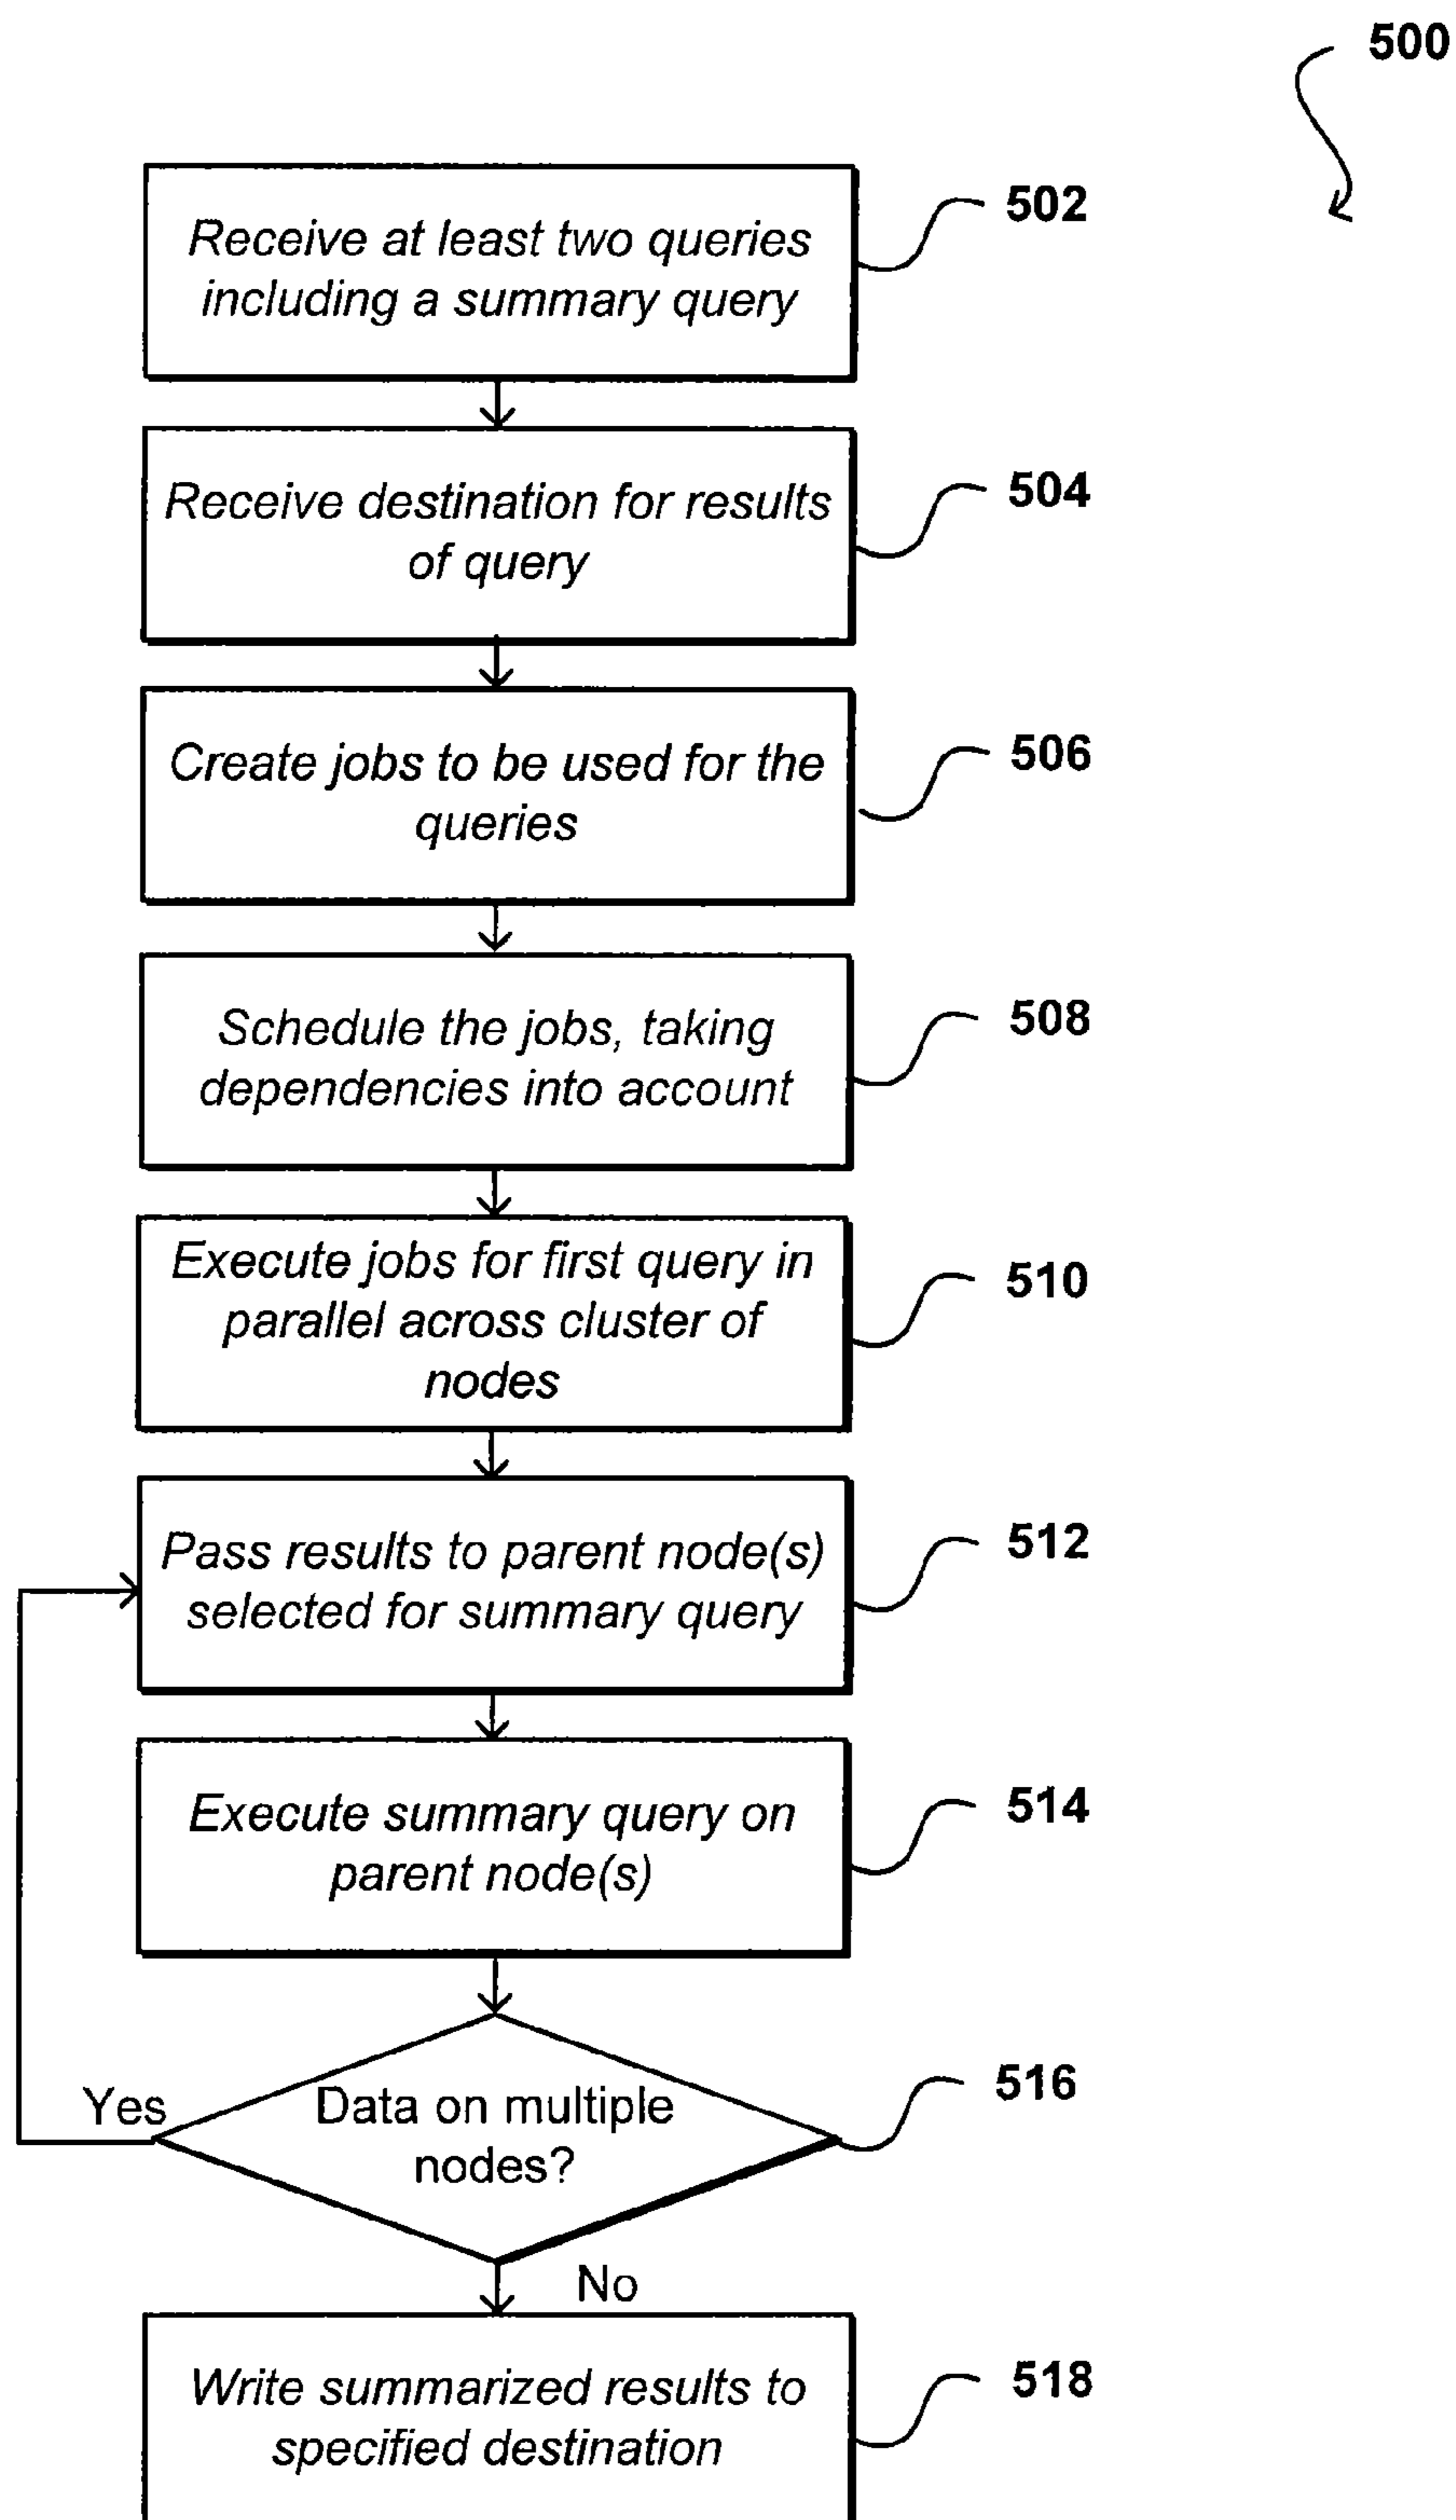 500
Receive at least two queries
including a summary query
502
Receive destination for results
of query
504
Create jobs to be used for the
queries
506
Schedule the jobs, taking
dependencies into account
508
Execute jobs for first query in
parallel across cluster of
nodes
510
Pass results to parent node(s)
selected for summary query
512
Execute summary query on
parent node(s)
514
Data on multiple
nodes?
516
Yes
No
Write summarized results to
specified destination
518